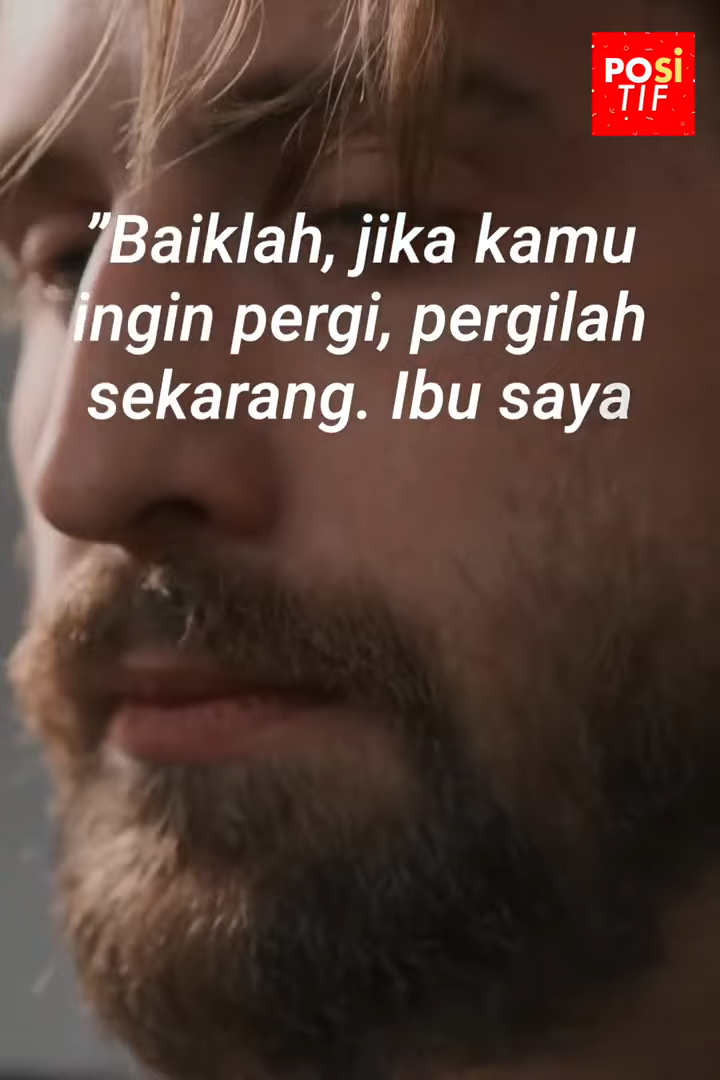 POSi
TIF
"Baiklah, jika kamu
ingin pergi, pergilah
sekarang. Ibu saya